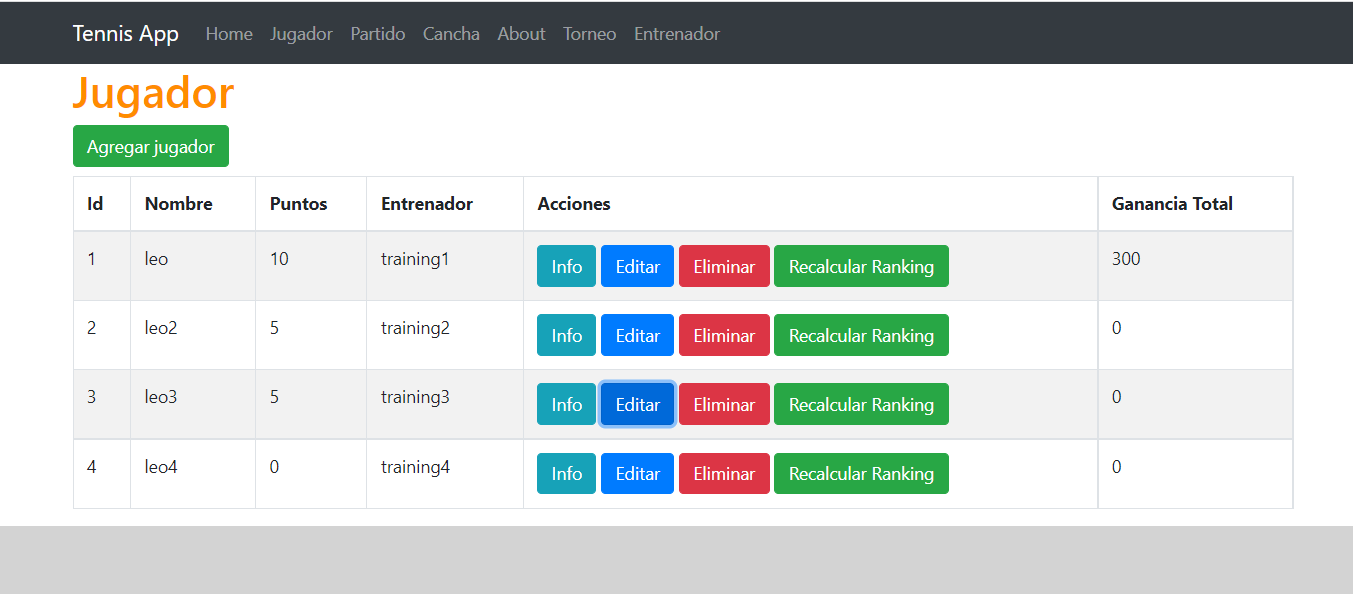 Tennis App Home Jugador Partido Cancha About Torneo Entrenador
Jugador
Agregar jugador
Id Nombre Puntos Entrenador Acciones Ganancia Total
1 leo 10 training1 Info Editar Eliminar Recalcular Ranking 300
2 leo2 5 training2 Info Editar Eliminar Recalcular Ranking 0
3 leo3 5 training3 Info Editar Eliminar Recalcular Ranking 0
4 leo4 0 training4 Info Editar Eliminar Recalcular Ranking 0